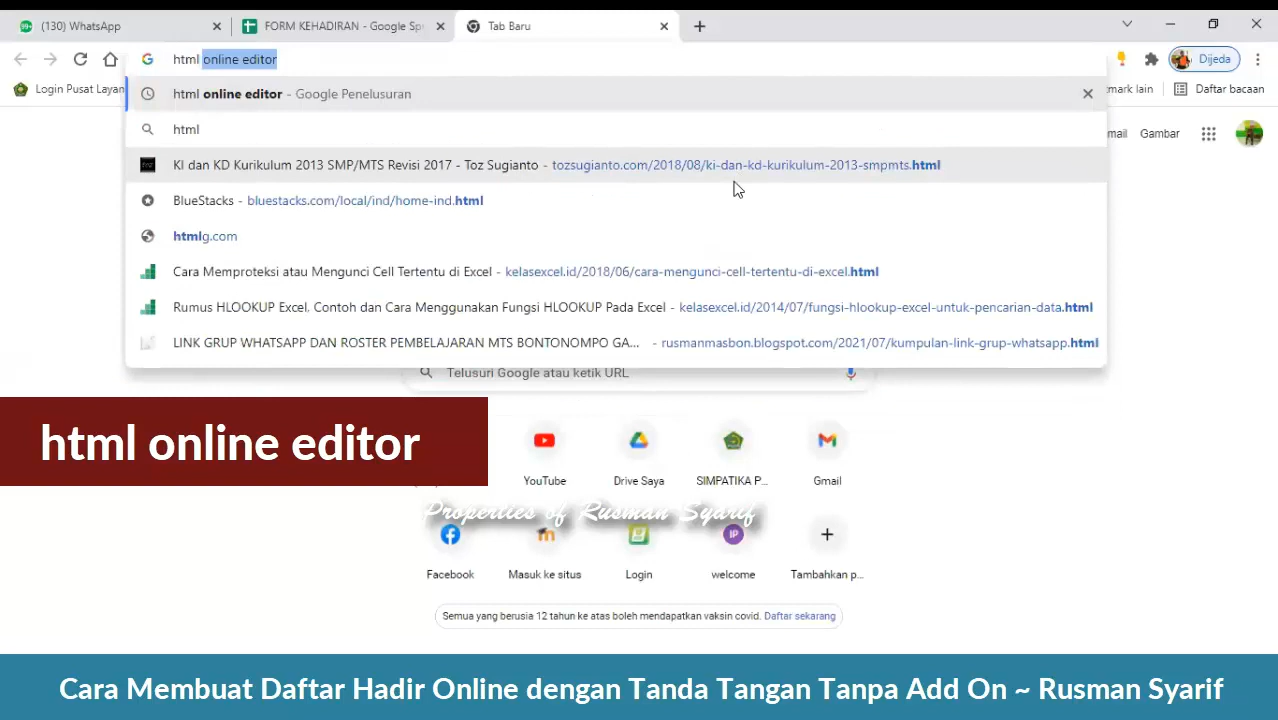 (130) WhatsApp
FORM KEHADIRAN - Google Spr
Tab Baru
html online editor
Dijeda
Login Pusat Layan
mark lain
Daftar bacaan
html online editor - Google Penelusuran
html
mail
Gambar
KI dan KD Kurikulum 2013 SMP/MTS Revisi 2017 - Toz Sugianto - tozsugianto.com/2018/08/ki-dan-kd-kurikulum-2013-smpmts.html
BlueStacks - bluestacks.com/local/ind/home-ind.html
htmlg.com
Cara Memproteksi atau Mengunci Cell Tertentu di Excel - kelasexcel.id/2018/06/cara-mengunci-cell-tertentu-di-excel.html
Rumus HLOOKUP Excel, Contoh dan Cara Menggunakan Fungsi HLOOKUP Pada Excel - kelasexcel.id/2014/07/fungsi-hlookup-excel-untuk-pencarian-data.html
LINK GRUP WHATSAPP DAN ROSTER PEMBELAJARAN MTS BONTONOMPO GA... - rusmanmasbon.blogspot.com/2021/07/kumpulan-link-grup-whatsapp.html
Telusuri Google atau ketik URL
html online editor
YouTube
Drive Saya
SIMPATIKA P...
Gmail
Properties of Rusman Syarif
Facebook
Masuk ke situs
Login
welcome
Tambahkan p...
Semua yang berusia 12 tahun ke atas boleh mendapatkan vaksin covid. Daftar sekarang
Cara Membuat Daftar Hadir Online dengan Tanda Tangan Tanpa Add On ~ Rusman Syarif